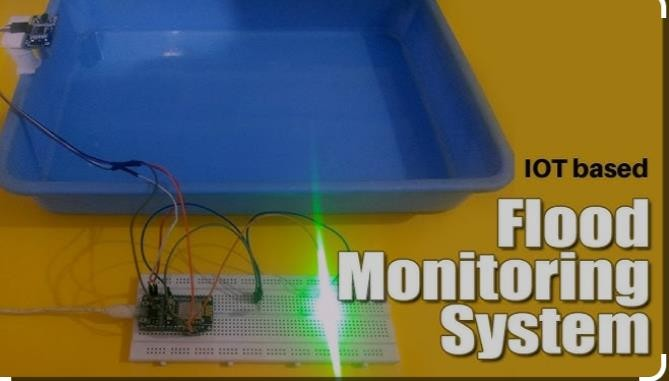 IOT based
Flood
Monitoring
System